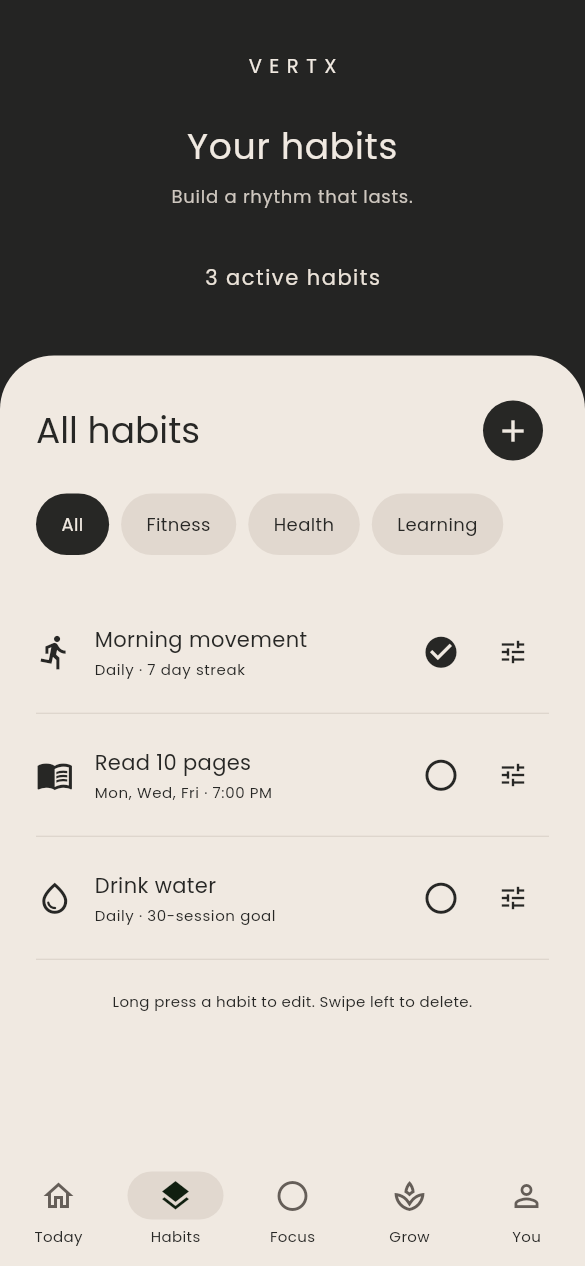 VERTX
Your habits
Build a rhythm that lasts.
3 active habits
All habits
All
Fitness
Health
Learning
Morning movement
Daily · 7 day streak
Read 10 pages
Mon, Wed, Fri · 7:00 PM
Drink water
Daily · 30-session goal
Long press a habit to edit. Swipe left to delete.
Today
Habits
Focus
Grow
You